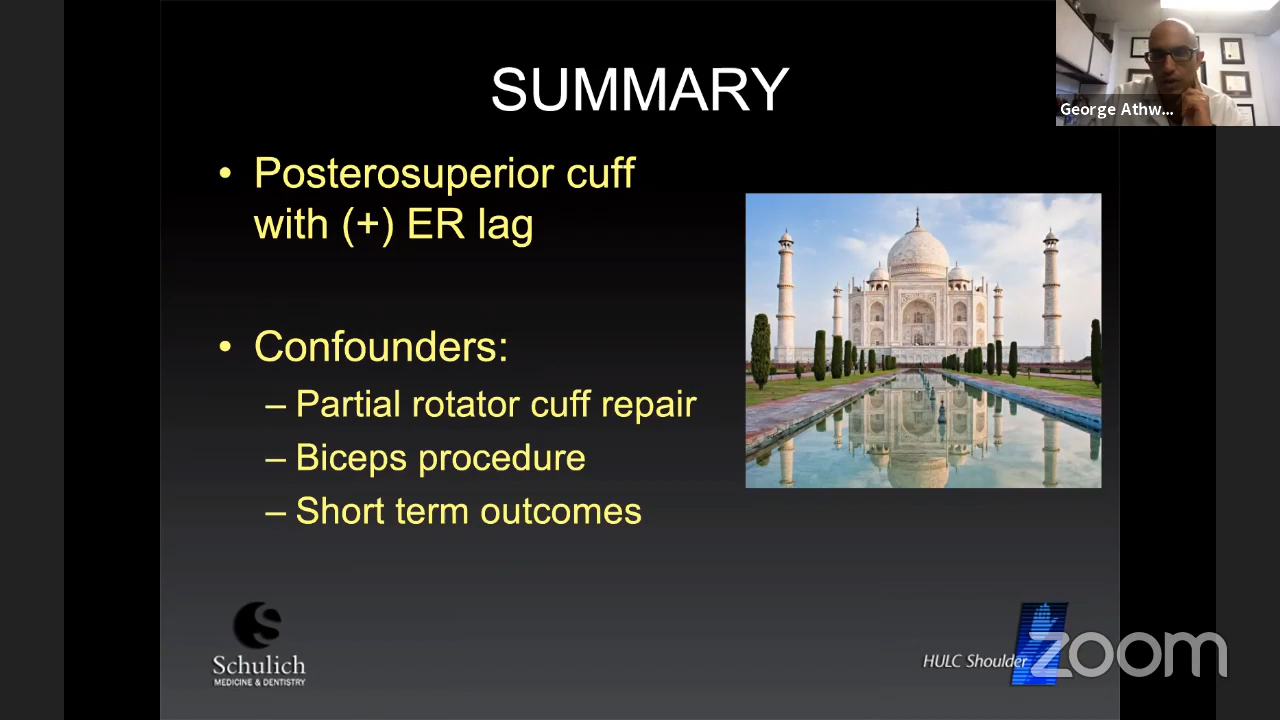 SUMMARY
George Athw...
• Posterosuperior cuff
with (+) ER lag
• Confounders:
– Partial rotator cuff repair
– Biceps procedure
– Short term outcomes
Schulich
MEDICINE & DENTISTRY
HULC Shoulder
zoom